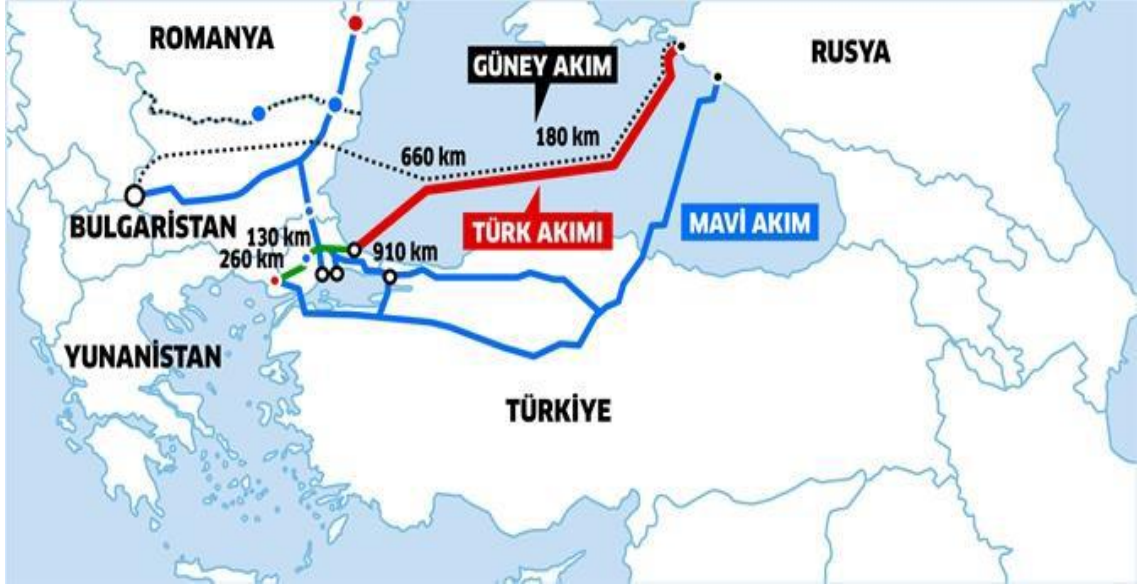 ROMANYA
RUSYA
GÜNEY AKIM
180 km
660 km
TÜRK AKIMI
MAVİ AKIM
BULGARİSTAN
130 km
260 km
910 km
YUNANİSTAN
TÜRKİYE